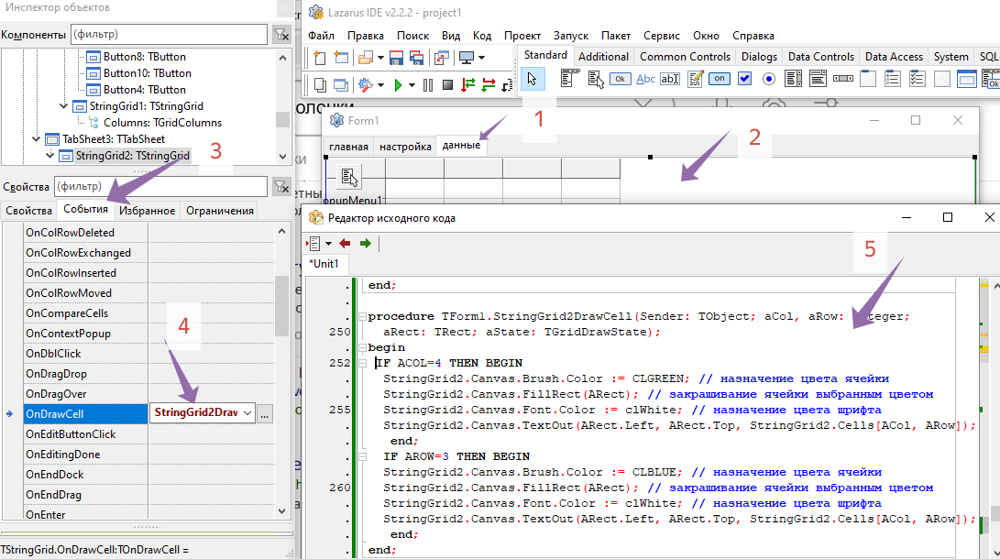 Инспектор объектов
Компоненты (фильтр)
Button8: TButton
Button10: TButton
Button4: TButton
StringGrid1: TStringGrid
Columns: TGridColumns
TabSheet3: TTabSheet
StringGrid2: TStringGrid
3
Свойства (фильтр)
Свойства События Избранное Ограничения
OnColRowDeleted
OnColRowExchanged
OnColRowInserted
OnColRowMoved
OnCompareCells
OnContextPopup
4
OnDblClick
OnDragDrop
OnDragOver
OnDrawCell StringGrid2Draw ...
OnEditButtonClick
OnEditingDone
OnEndDock
OnEndDrag
OnEnter
TStringGrid.OnDrawCell:TOnDrawCell =
Lazarus IDE v2.2.2 - project1
Файл Правка Поиск Вид Код Проект Запуск Пакет Сервис Окно Справка
Standard Additional Common Controls Dialogs Data Controls Data Access System SQL
Ok Abc abI on
Form1
1
2
главная настройка данные
opupMenu1
Редактор исходного кода
5
*Unit1
end;
procedure TForm1.StringGrid2DrawCell(Sender: TObject; aCol, aRow: teger;
250 aRect: TRect; aState: TGridDrawState);
begin
252 IF ACOL=4 THEN BEGIN
StringGrid2.Canvas.Brush.Color := CLGREEN; // назначение цвета ячейки
StringGrid2.Canvas.FillRect(ARect); // закрашивание ячейки выбранным цветом
255 StringGrid2.Canvas.Font.Color := clWhite; // назначение цвета шрифта
StringGrid2.Canvas.TextOut(ARect.Left, ARect.Top, StringGrid2.Cells[ACol, ARow]);
end;
IF AROW=3 THEN BEGIN
StringGrid2.Canvas.Brush.Color := CLBLUE; // назначение цвета ячейки
260 StringGrid2.Canvas.FillRect(ARect); // закрашивание ячейки выбранным цветом
StringGrid2.Canvas.Font.Color := clWhite; // назначение цвета шрифта
StringGrid2.Canvas.TextOut(ARect.Left, ARect.Top, StringGrid2.Cells[ACol, ARow]);
end;
end;